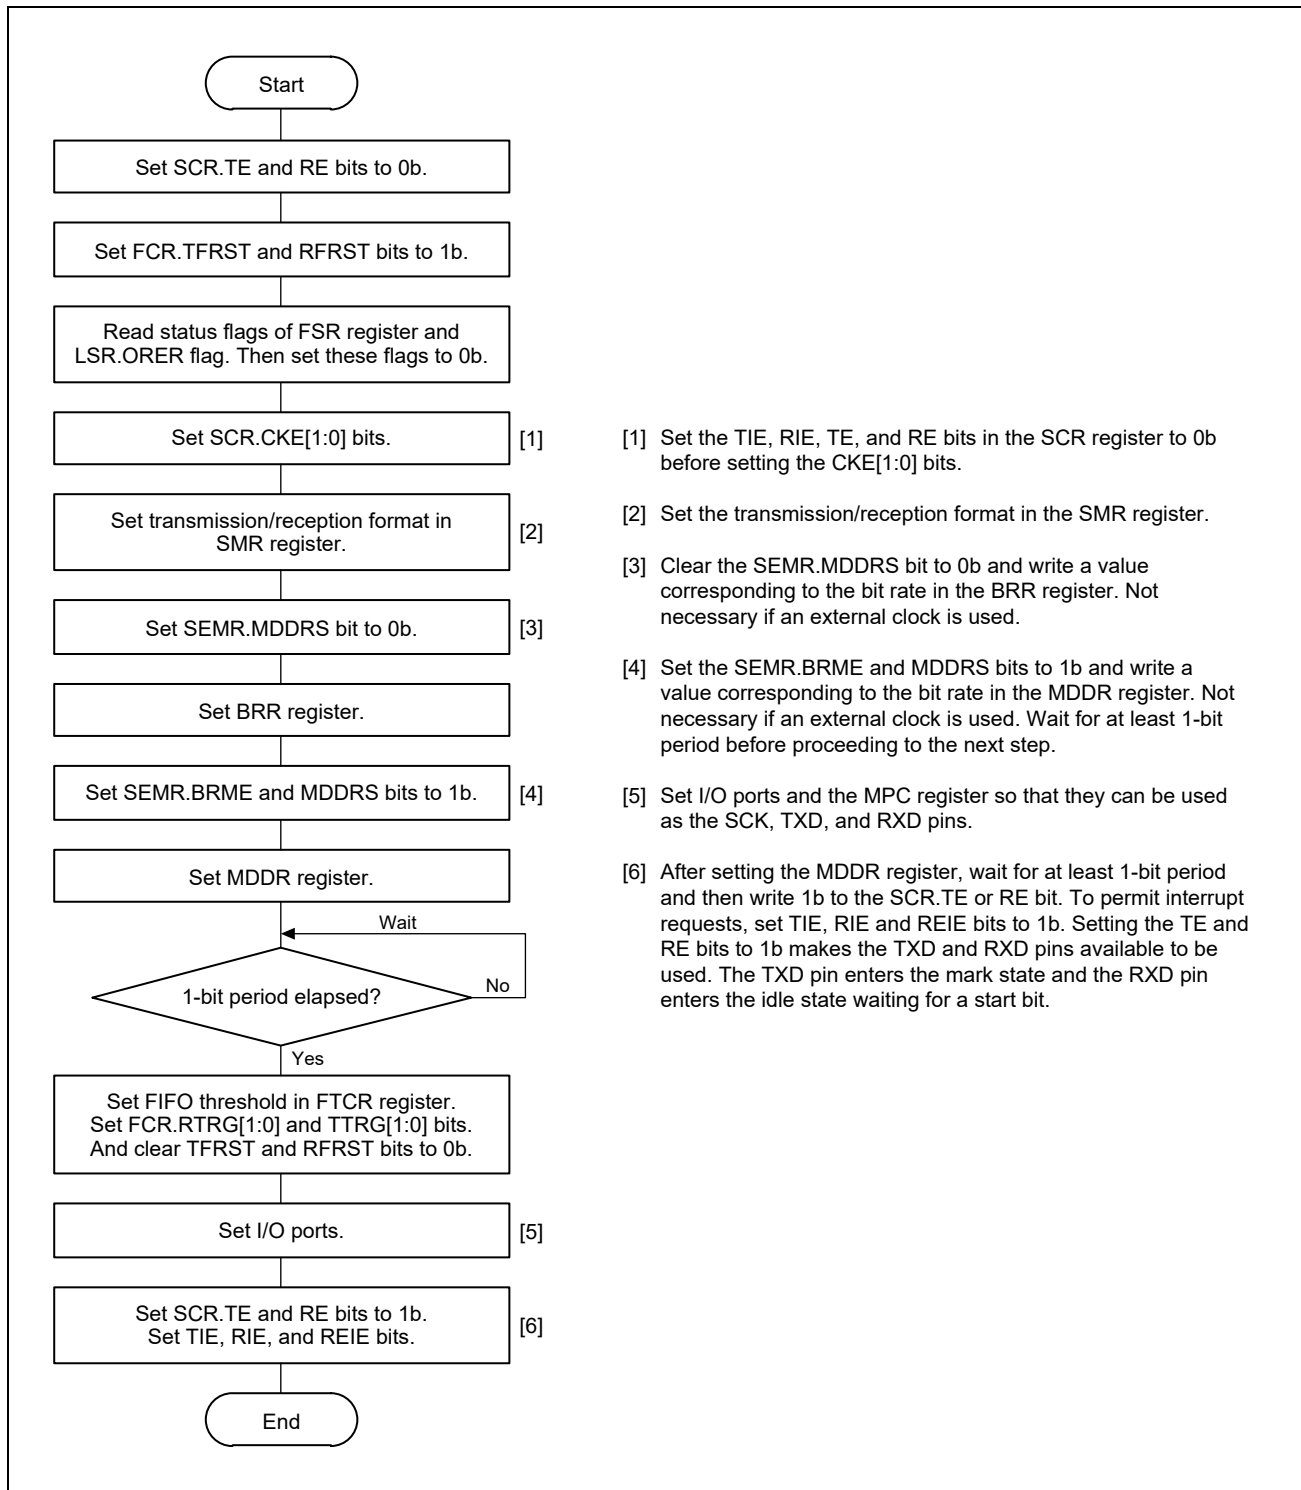 Start
Set SCR.TE and RE bits to 0b.
Set FCR.TFRST and RFRST bits to 1b.
Read status flags of FSR register and
LSR.ORER flag. Then set these flags to 0b.
Set SCR.CKE[1:0] bits.
[1]
Set transmission/reception format in
SMR register.
[2]
Set SEMR.MDDRS bit to 0b.
[3]
Set BRR register.
Set SEMR.BRME and MDDRS bits to 1b.
[4]
Set MDDR register.
Wait
1-bit period elapsed?
No
Yes
Set FIFO threshold in FTCR register.
Set FCR.RTRG[1:0] and TTRG[1:0] bits.
And clear TFRST and RFRST bits to 0b.
Set I/O ports.
[5]
Set SCR.TE and RE bits to 1b.
Set TIE, RIE, and REIE bits.
[6]
End
[1] Set the TIE, RIE, TE, and RE bits in the SCR register to 0b
before setting the CKE[1:0] bits.
[2] Set the transmission/reception format in the SMR register.
[3] Clear the SEMR.MDDRS bit to 0b and write a value
corresponding to the bit rate in the BRR register. Not
necessary if an external clock is used.
[4] Set the SEMR.BRME and MDDRS bits to 1b and write a
value corresponding to the bit rate in the MDDR register. Not
necessary if an external clock is used. Wait for at least 1-bit
period before proceeding to the next step.
[5] Set I/O ports and the MPC register so that they can be used
as the SCK, TXD, and RXD pins.
[6] After setting the MDDR register, wait for at least 1-bit period
and then write 1b to the SCR.TE or RE bit. To permit interrupt
requests, set TIE, RIE and REIE bits to 1b. Setting the TE and
RE bits to 1b makes the TXD and RXD pins available to be
used. The TXD pin enters the mark state and the RXD pin
enters the idle state waiting for a start bit.